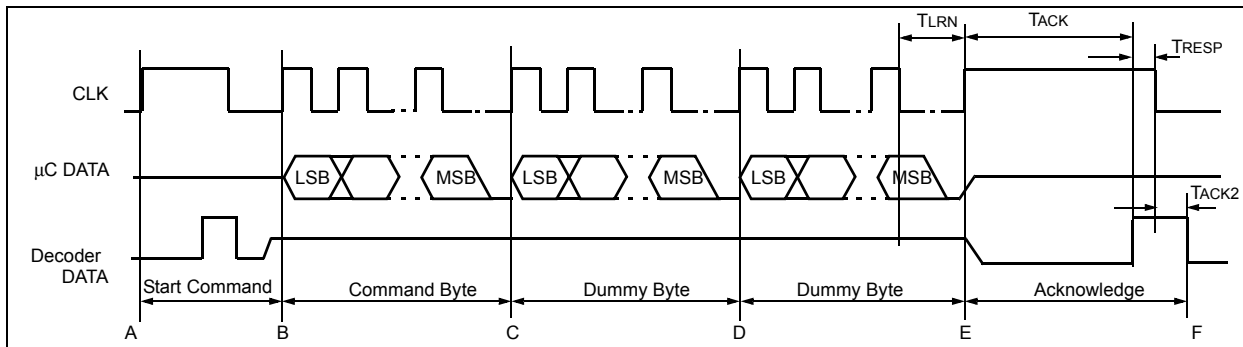 TLRN
TACK
TRESP
CLK
µC DATA
LSB
MSB
LSB
MSB
LSB
MSB
TACK2
Decoder
DATA
Start Command
Command Byte
Dummy Byte
Dummy Byte
Acknowledge
A
B
C
D
E
F